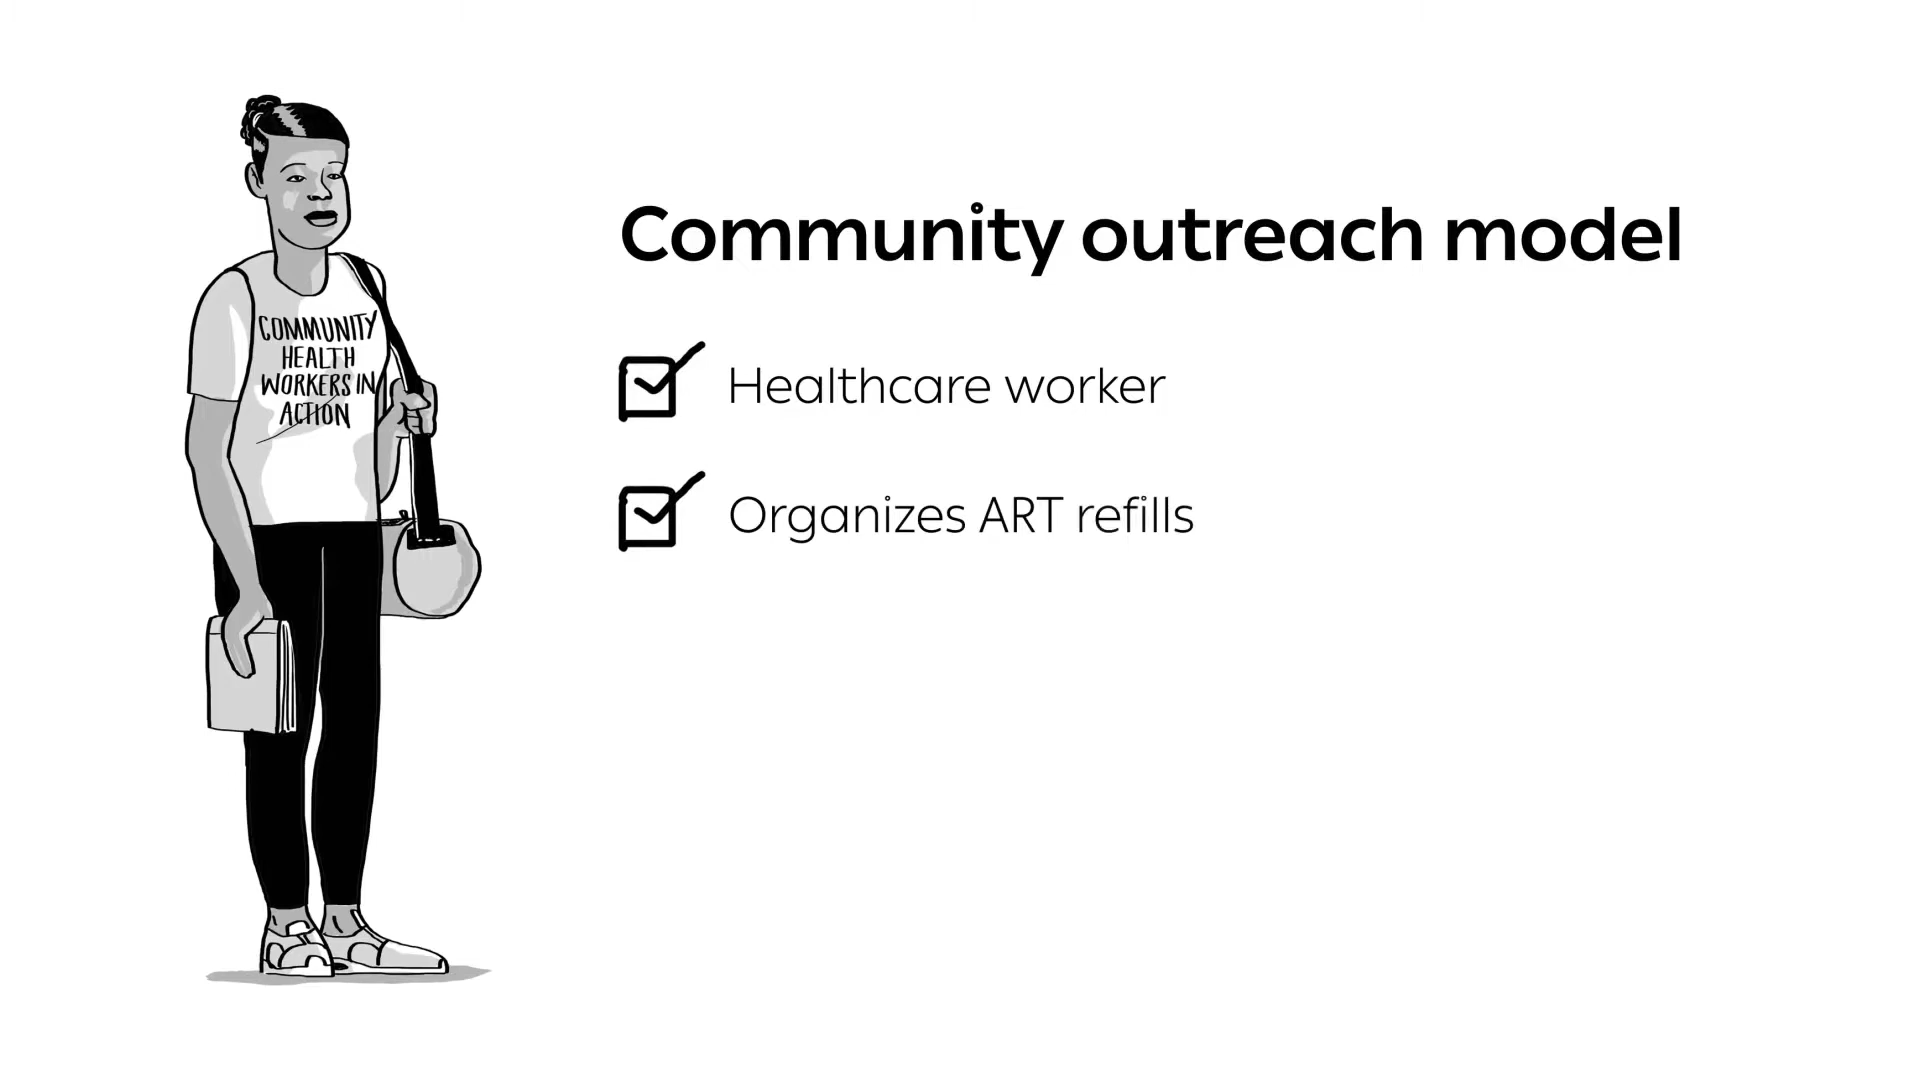 Community outreach model
COMMUNITY
HEALTH
WORKERS IN
ACTION
Healthcare worker
Organizes ART refills